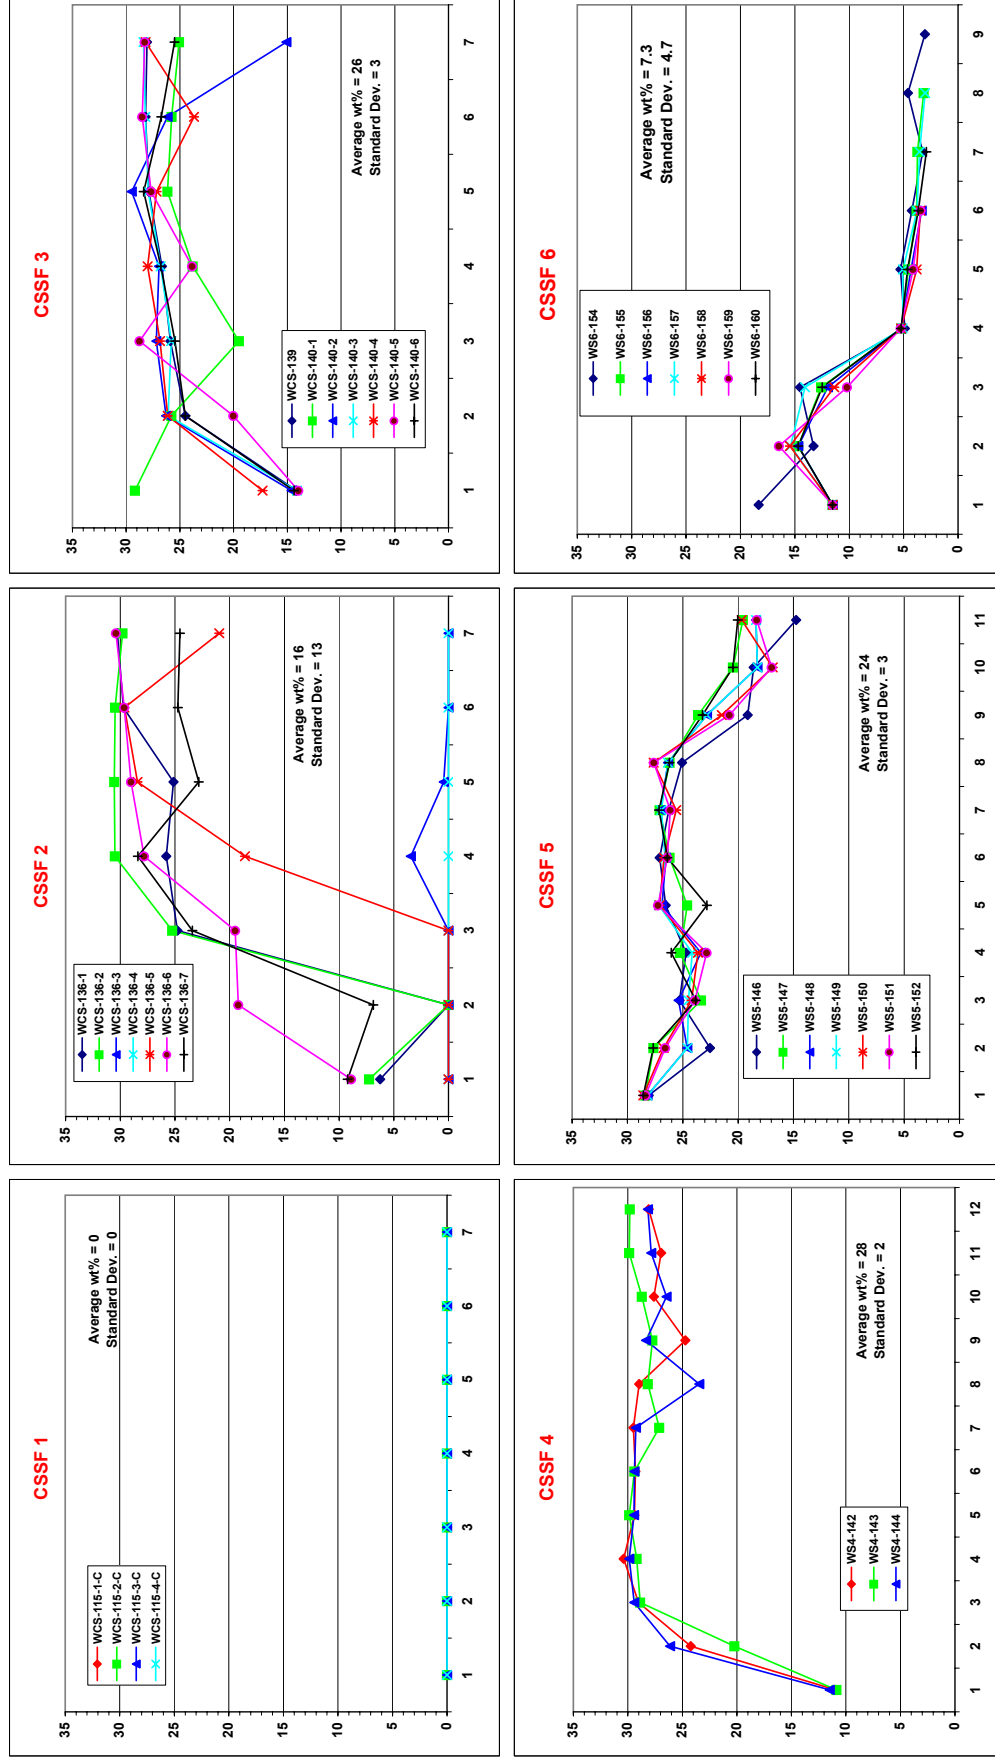 CSSF 1
Average wt% = 0
Standard Dev. = 0
WCS-115-1-C
WCS-115-2-C
WCS-115-3-C
WCS-115-4-C
35
30
25
20
15
10
5
0
1 2 3 4 5 6 7
CSSF 2
Average wt% = 16
Standard Dev. = 13
WCS-136-1
WCS-136-2
WCS-136-3
WCS-136-4
WCS-136-5
WCS-136-6
WCS-136-7
35
30
25
20
15
10
5
0
1 2 3 4 5 6 7
CSSF 3
Average wt% = 26
Standard Dev. = 3
WCS-139
WCS-140-1
WCS-140-2
WCS-140-3
WCS-140-4
WCS-140-5
WCS-140-6
35
30
25
20
15
10
5
0
1 2 3 4 5 6 7
CSSF 4
Average wt% = 28
Standard Dev. = 2
WS4-142
WS4-143
WS4-144
35
30
25
20
15
10
5
0
1 2 3 4 5 6 7 8 9 10 11 12
CSSF 5
Average wt% = 24
Standard Dev. = 3
WS5-146
WS5-147
WS5-148
WS5-149
WS5-150
WS5-151
WS5-152
35
30
25
20
15
10
5
0
1 2 3 4 5 6 7 8 9 10 11
CSSF 6
Average wt% = 7.3
Standard Dev. = 4.7
WS6-154
WS6-155
WS6-156
WS6-157
WS6-158
WS6-159
WS6-160
35
30
25
20
15
10
5
0
1 2 3 4 5 6 7 8 9